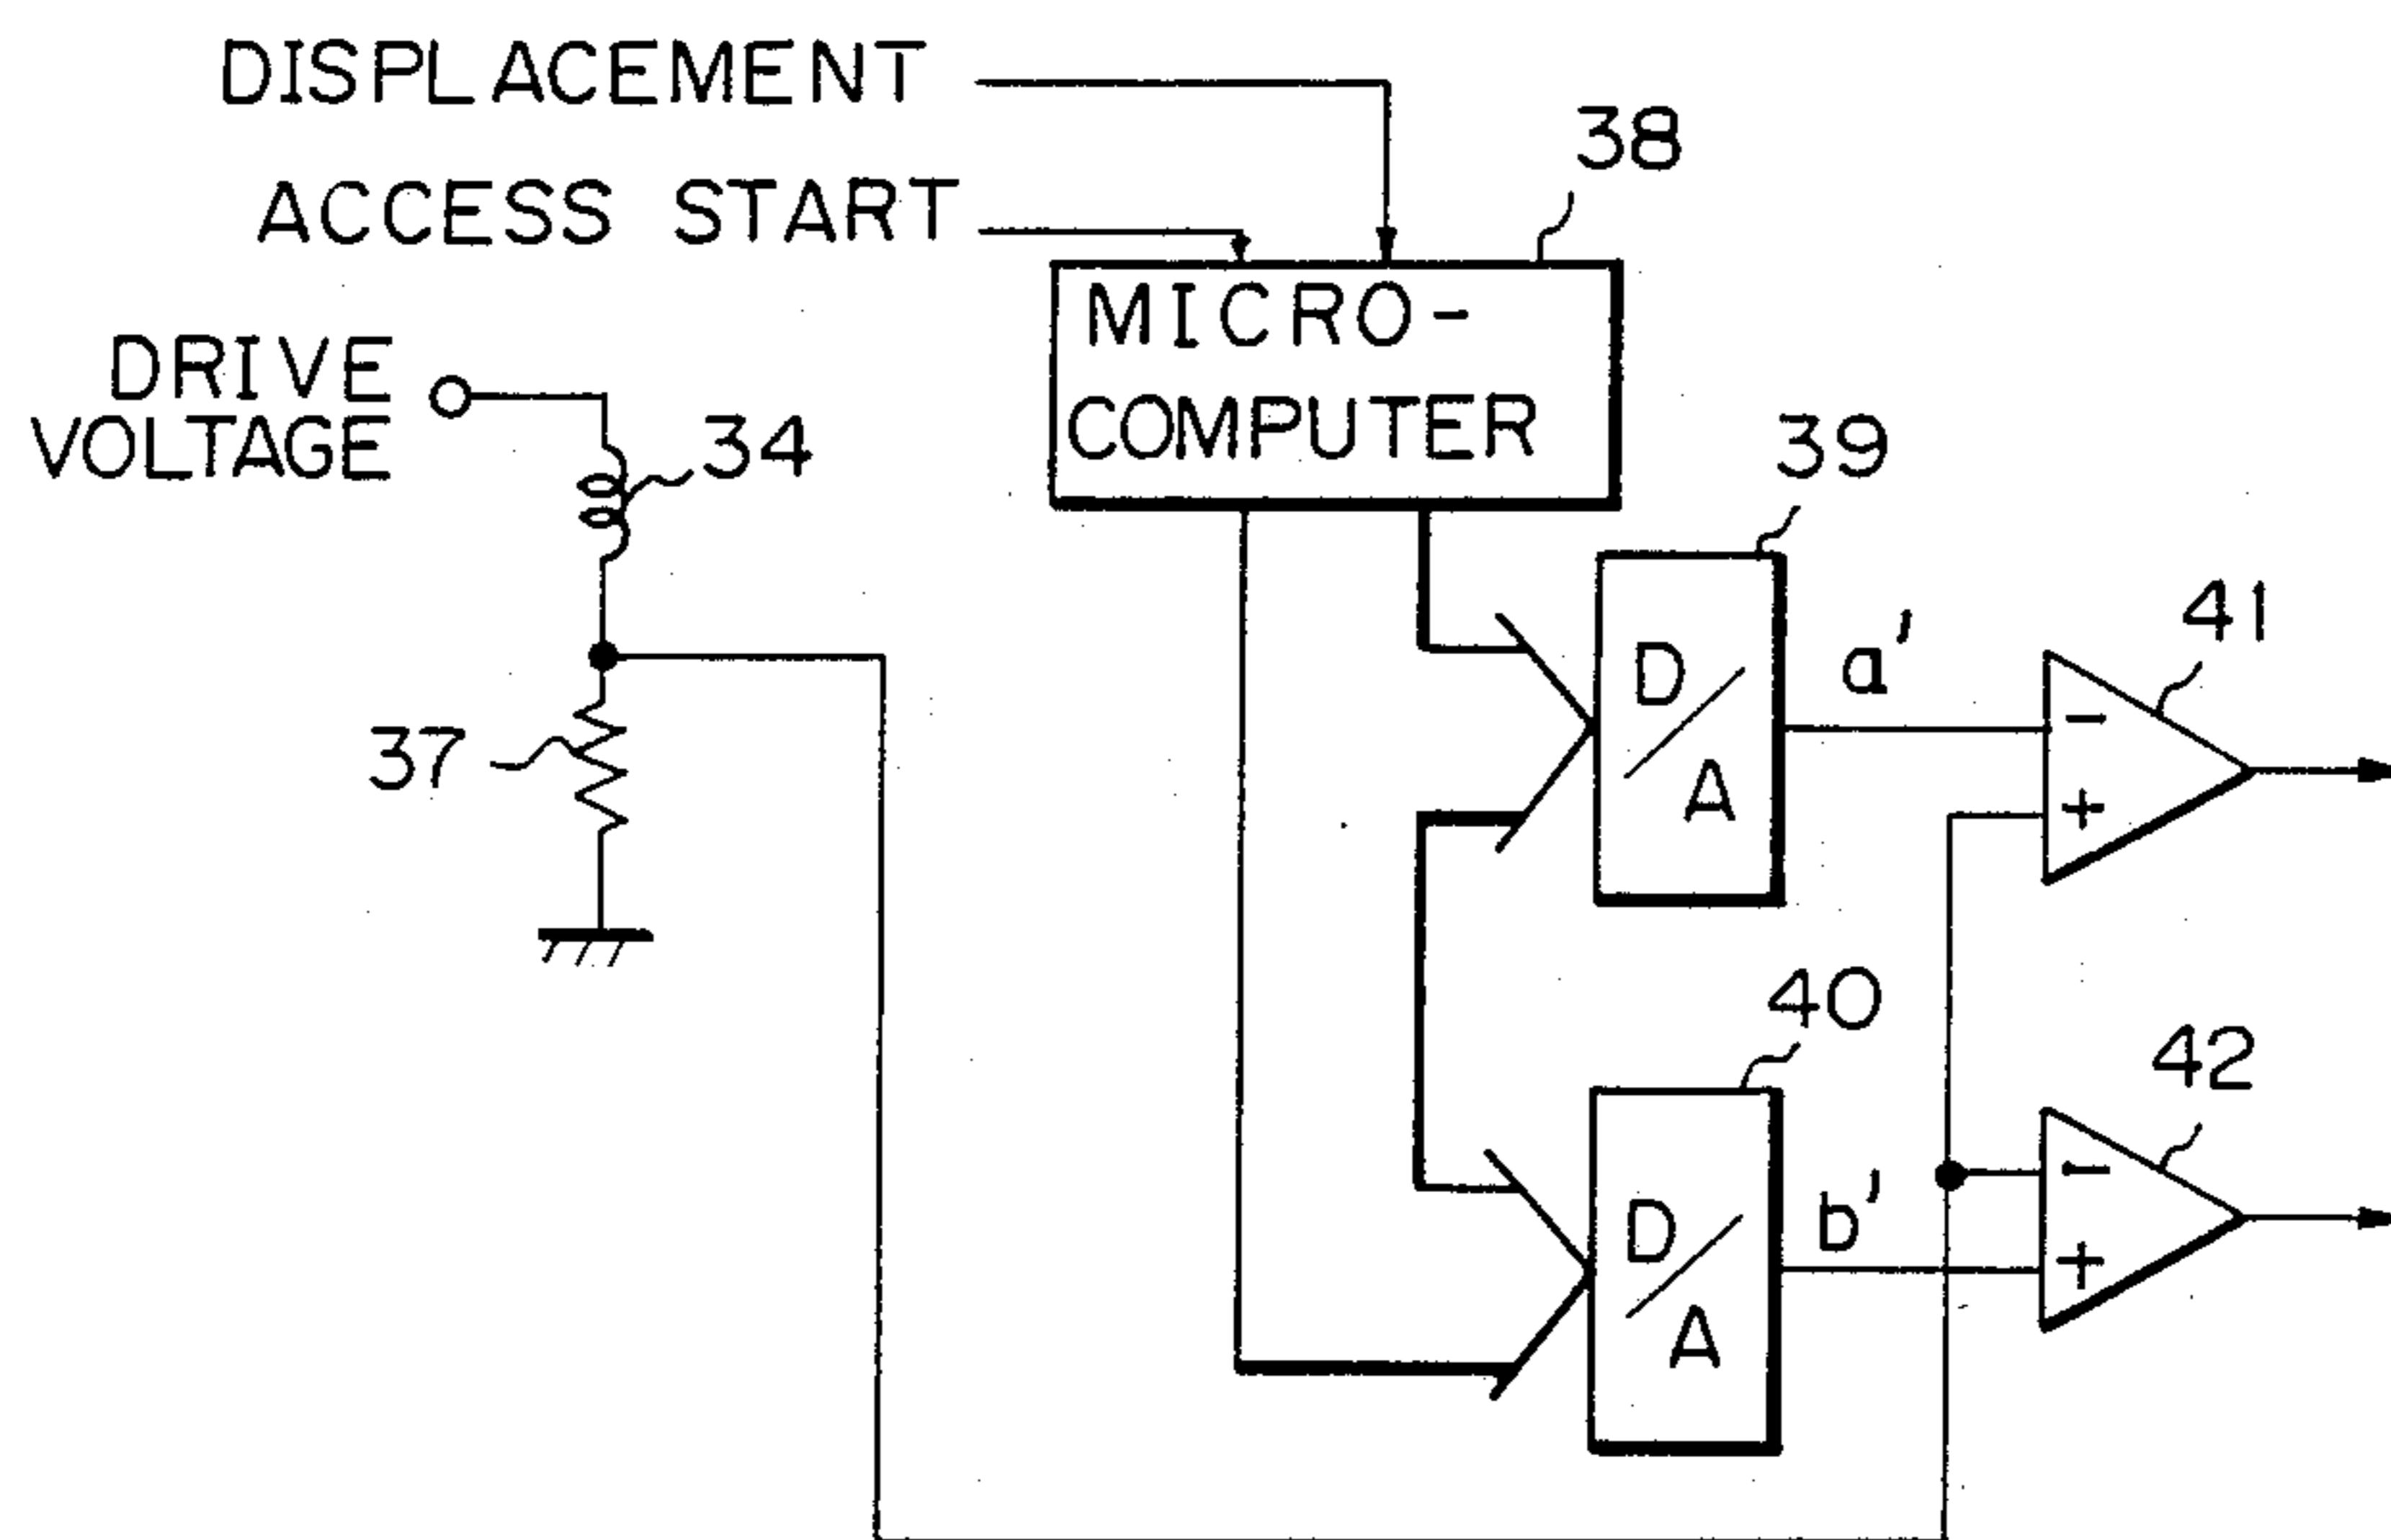 DISPLACEMENT
ACCESS START
38
MICRO-
COMPUTER
DRIVE
VOLTAGE
34
39
37
D/A
a'
41
-
+
40
42
D/A
b'
-
+